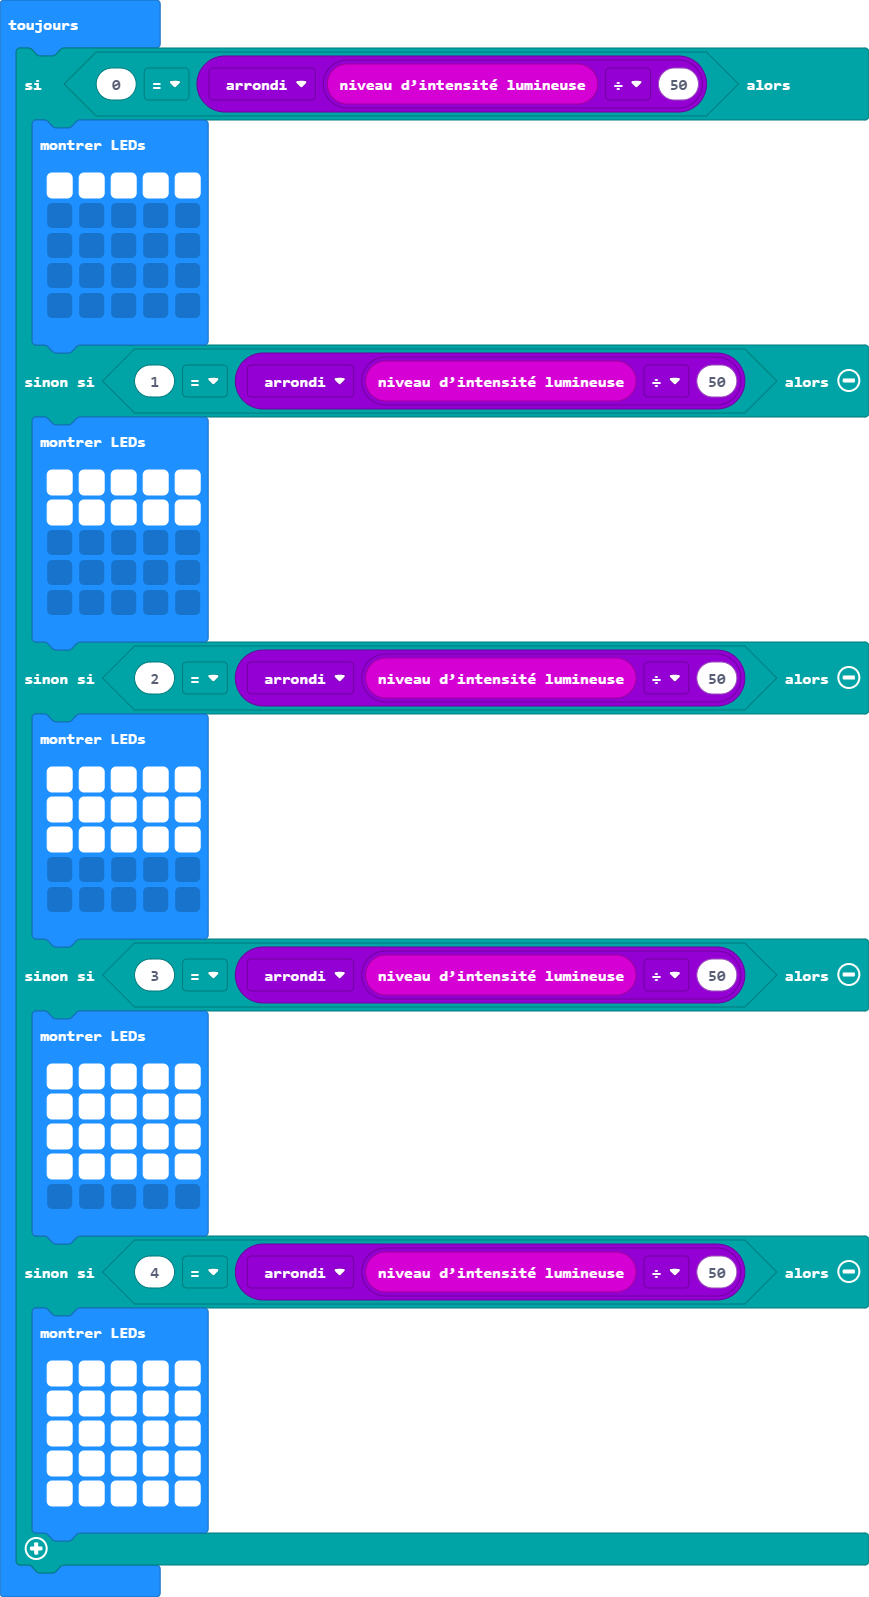 toujours
si 0 = arrondi niveau d’intensité lumineuse ÷ 50 alors
montrer LEDs
sinon si 1 = arrondi niveau d’intensité lumineuse ÷ 50 alors
montrer LEDs
sinon si 2 = arrondi niveau d’intensité lumineuse ÷ 50 alors
montrer LEDs
sinon si 3 = arrondi niveau d’intensité lumineuse ÷ 50 alors
montrer LEDs
sinon si 4 = arrondi niveau d’intensité lumineuse ÷ 50 alors
montrer LEDs